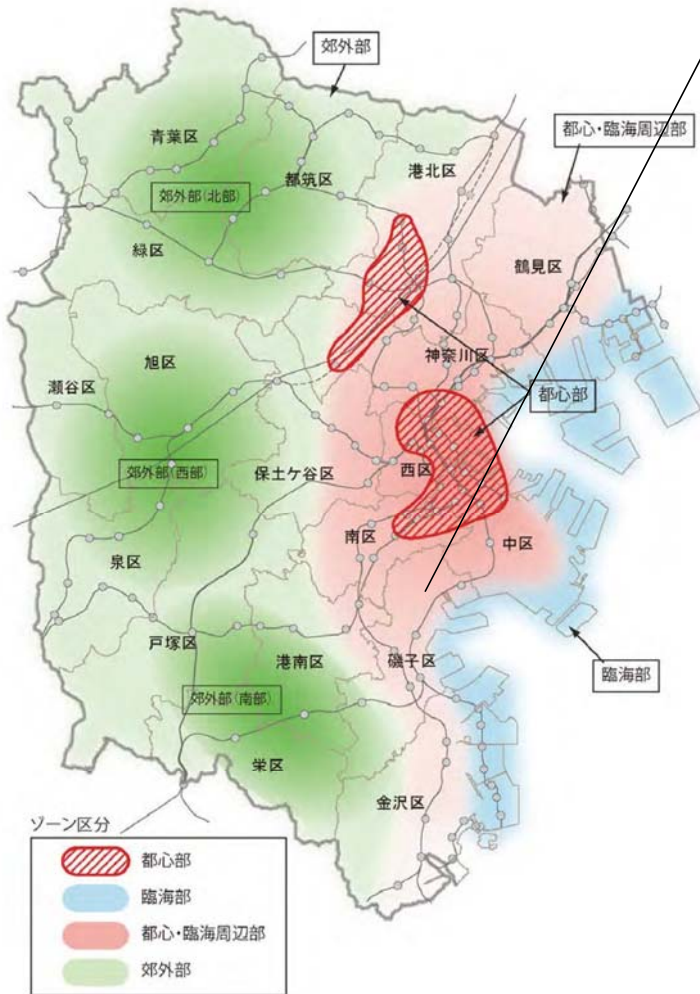 郊外部
都心・臨海周辺部
青葉区
都筑区
港北区
郊外部(北部)
緑区
鶴見区
旭区
神奈川区
瀬谷区
都心部
郊外部(西部)
保土ケ谷区
西区
南区
中区
泉区
戸塚区
港南区
磯子区
臨海部
郊外部(南部)
栄区
金沢区
ゾーン区分
都心部
臨海部
都心・臨海周辺部
郊外部